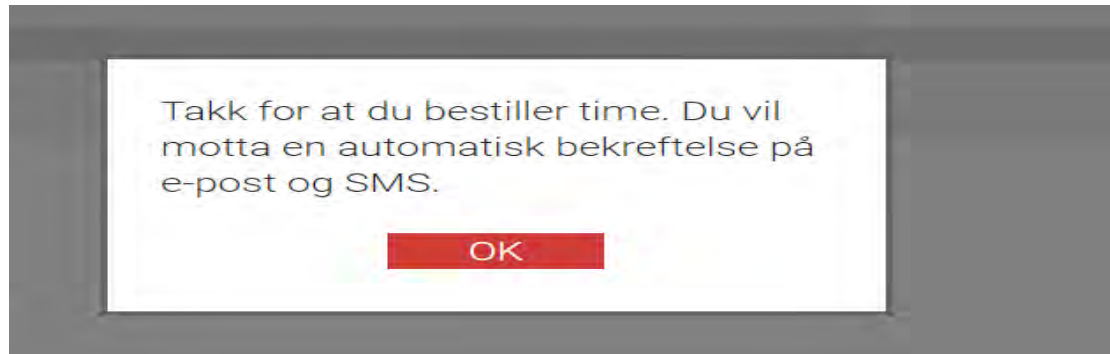 Takk for at du bestiller time. Du vil
motta en automatisk bekreftelse på
e-post og SMS.
OK